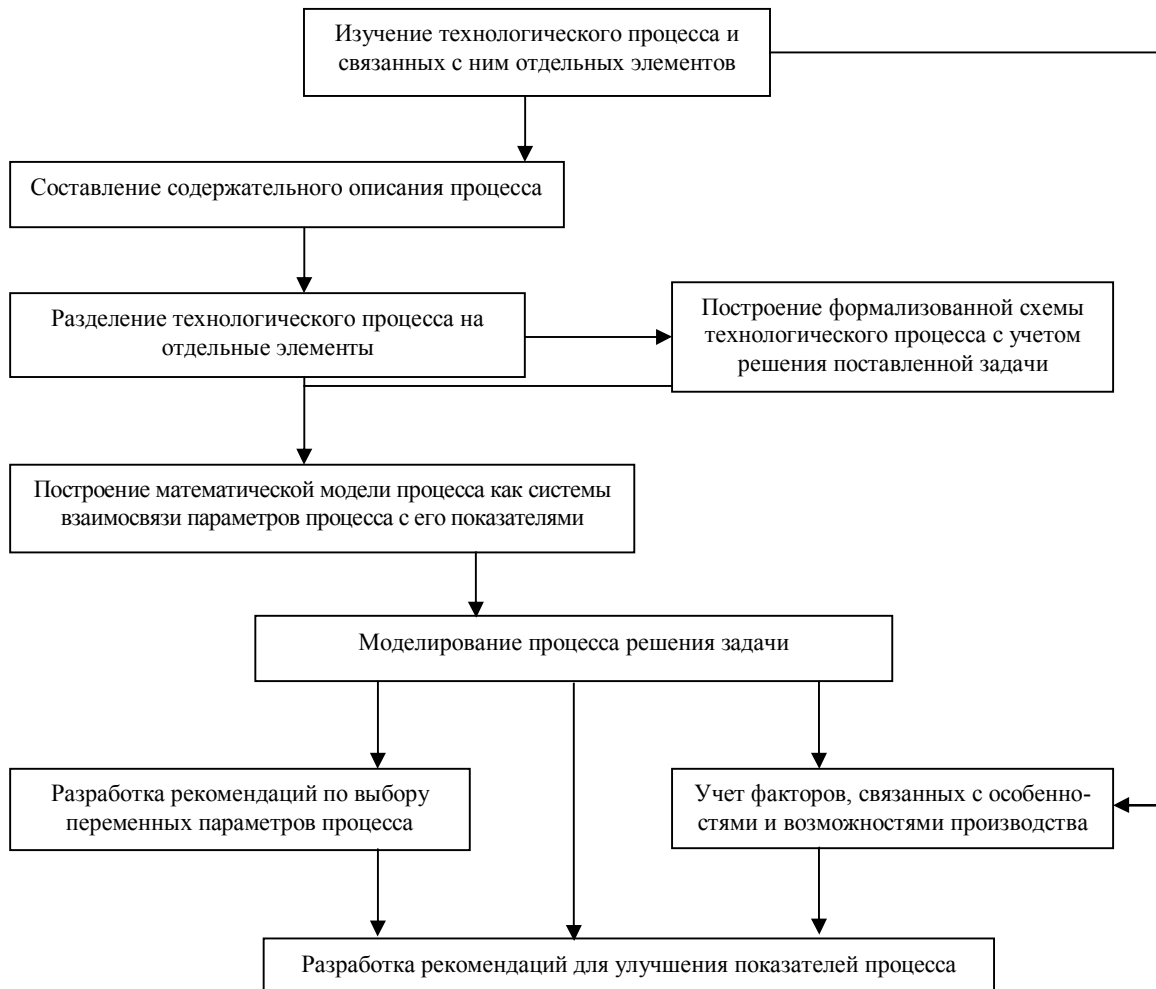 Изучение технологического процесса и
связанных с ним отдельных элементов
Составление содержательного описания процесса
Разделение технологического процесса на
отдельные элементы
Построение формализованной схемы
технологического процесса с учетом
решения поставленной задачи
Построение математической модели процесса как системы
взаимосвязи параметров процесса с его показателями
Моделирование процесса решения задачи
Разработка рекомендаций по выбору
переменных параметров процесса
Учет факторов, связанных с особенно-
стями и возможностями производства
Разработка рекомендаций для улучшения показателей процесса